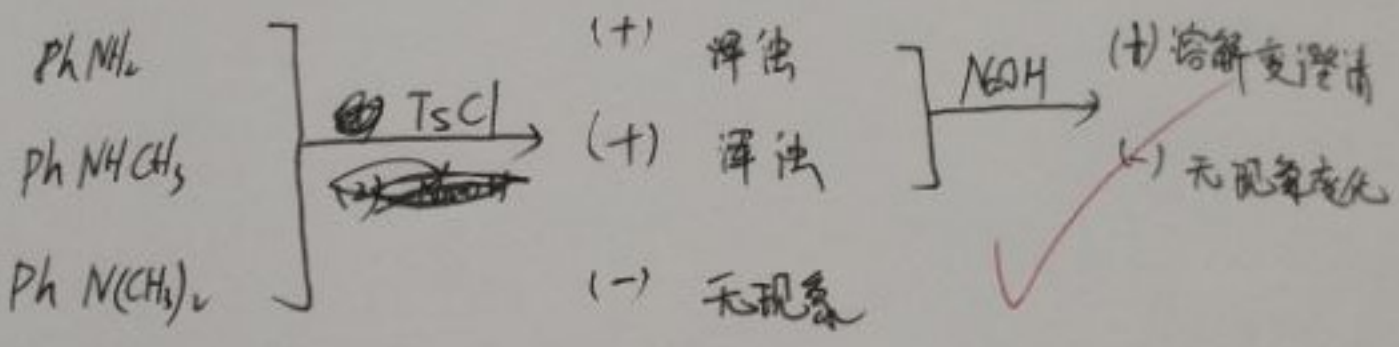 PhNH₂ TsCl (+) 浑浊 NaOH (+) 溶解变澄清
PhNHCH₃ (+) 浑浊 (-) 无现象变化
PhN(CH₃)₂ (-) 无现象